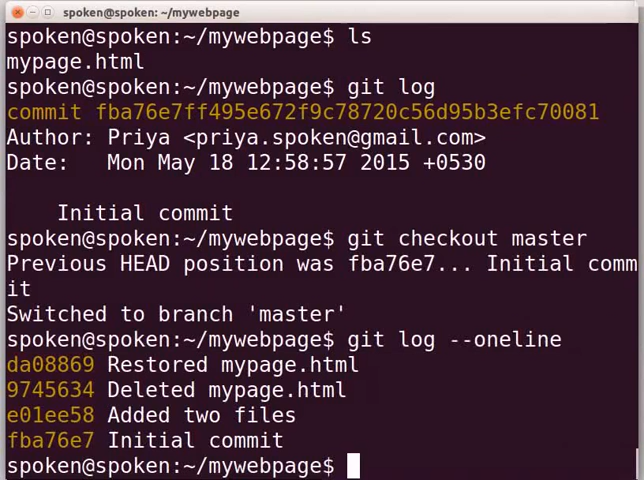 spoken@spoken: ~/mywebpage
spoken@spoken:~/mywebpage$ ls
mypage.html
spoken@spoken:~/mywebpage$ git log
commit fba76e7ff495e672f9c78720c56d95b3efc70081
Author: Priya <priya.spoken@gmail.com>
Date:   Mon May 18 12:58:57 2015 +0530
Initial commit
spoken@spoken:~/mywebpage$ git checkout master
Previous HEAD position was fba76e7... Initial comm
it
Switched to branch 'master'
spoken@spoken:~/mywebpage$ git log --oneline
da08869 Restored mypage.html
9745634 Deleted mypage.html
e01ee58 Added two files
fba76e7 Initial commit
spoken@spoken:~/mywebpage$